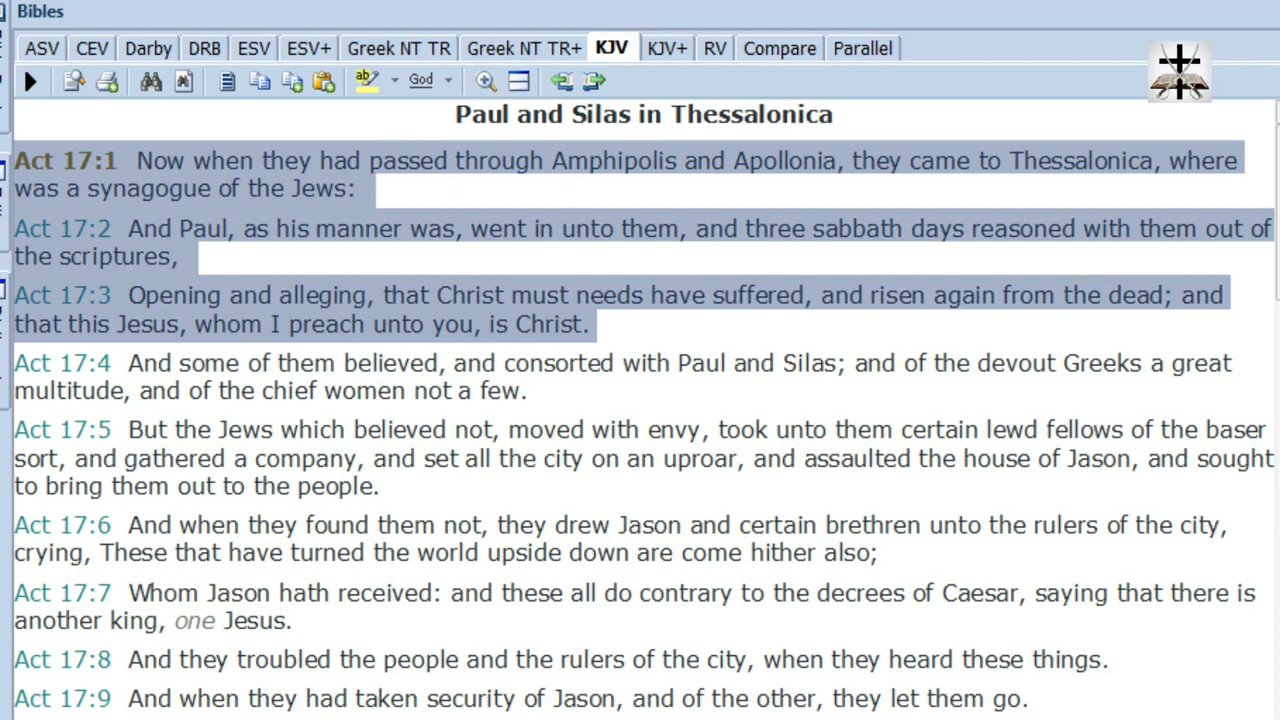 Bibles
ASV CEV Darby DRB ESV ESV+ Greek NT TR Greek NT TR+ KJV KJV+ RV Compare Parallel
ab God
Paul and Silas in Thessalonica
Act 17:1 Now when they had passed through Amphipolis and Apollonia, they came to Thessalonica, where
was a synagogue of the Jews:
Act 17:2 And Paul, as his manner was, went in unto them, and three sabbath days reasoned with them out of
the scriptures,
Act 17:3 Opening and alleging, that Christ must needs have suffered, and risen again from the dead; and
that this Jesus, whom I preach unto you, is Christ.
Act 17:4 And some of them believed, and consorted with Paul and Silas; and of the devout Greeks a great
multitude, and of the chief women not a few.
Act 17:5 But the Jews which believed not, moved with envy, took unto them certain lewd fellows of the baser
sort, and gathered a company, and set all the city on an uproar, and assaulted the house of Jason, and sought
to bring them out to the people.
Act 17:6 And when they found them not, they drew Jason and certain brethren unto the rulers of the city,
crying, These that have turned the world upside down are come hither also;
Act 17:7 Whom Jason hath received: and these all do contrary to the decrees of Caesar, saying that there is
another king, one Jesus.
Act 17:8 And they troubled the people and the rulers of the city, when they heard these things.
Act 17:9 And when they had taken security of Jason, and of the other, they let them go.